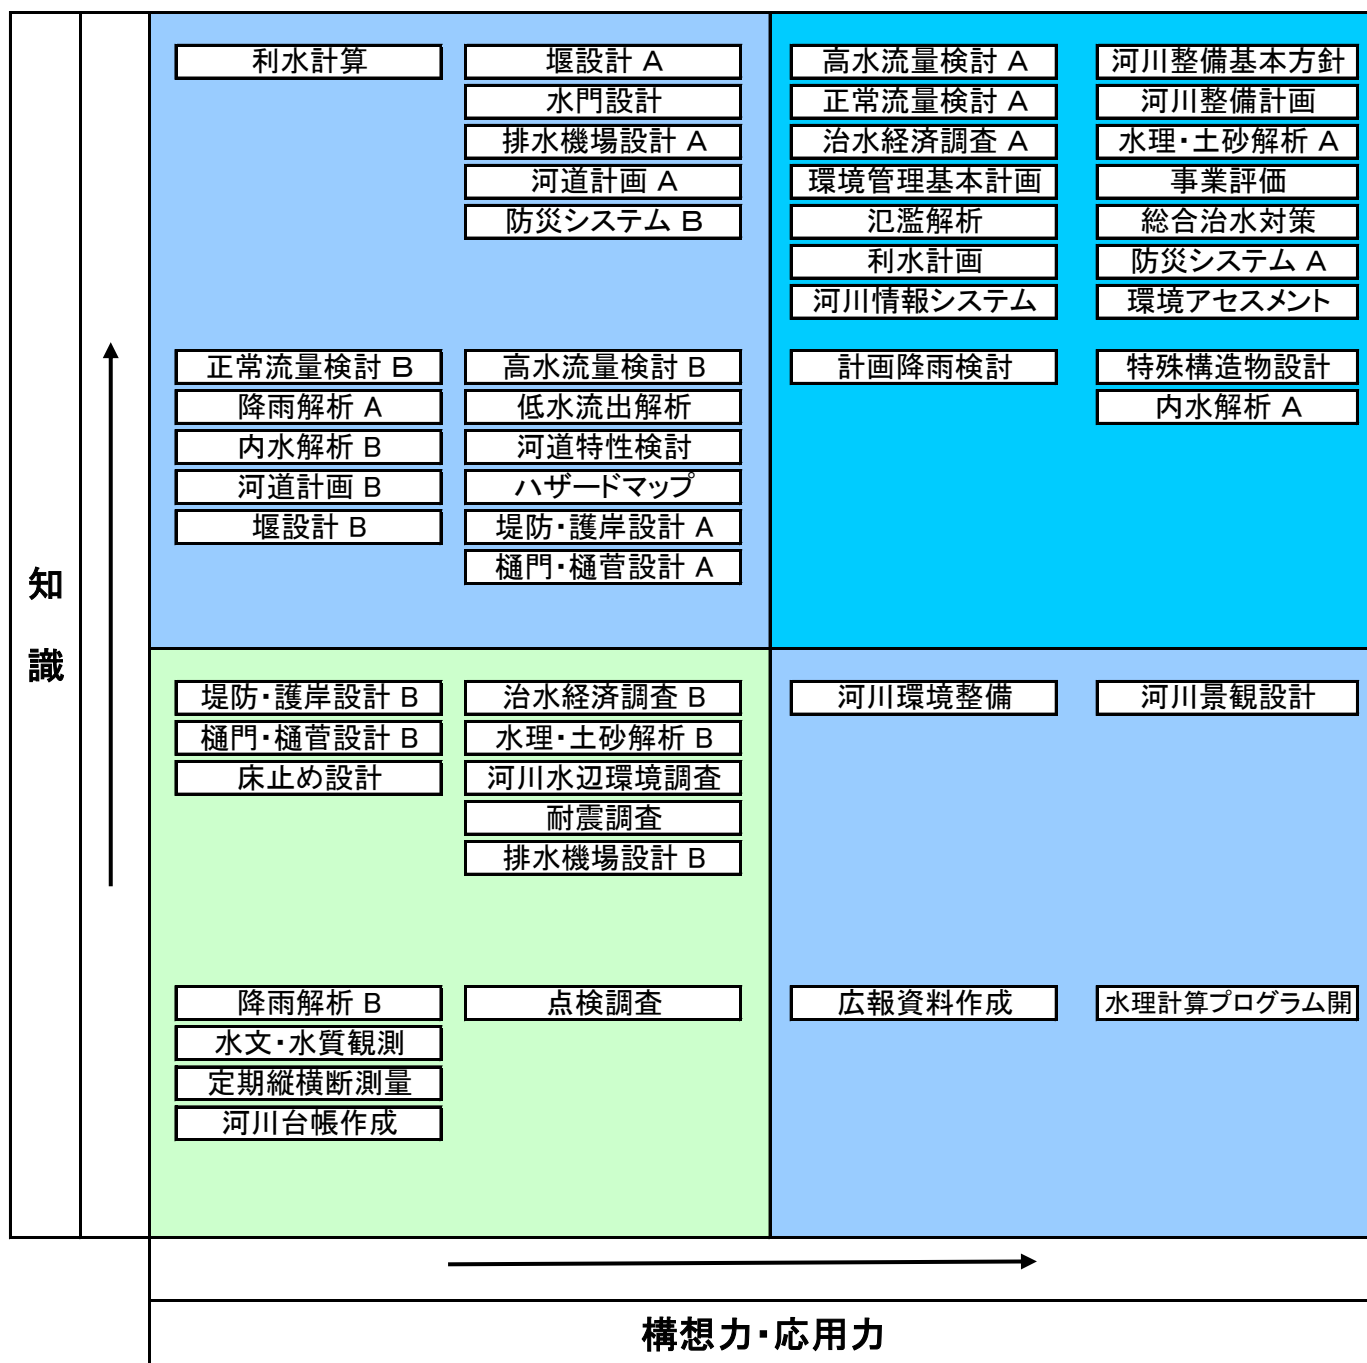 利水計算
堰設計 A
水門設計
排水機場設計 A
河道計画 A
防災システム B
高水流量検討 A
正常流量検討 A
治水経済調査 A
環境管理基本計画
氾濫解析
利水計画
河川情報システム
河川整備基本方針
河川整備計画
水理・土砂解析 A
事業評価
総合治水対策
防災システム A
環境アセスメント
正常流量検討 B
降雨解析 A
内水解析 B
河道計画 B
堰設計 B
高水流量検討 B
低水流出解析
河道特性検討
ハザードマップ
堤防・護岸設計 A
樋門・樋菅設計 A
計画降雨検討
特殊構造物設計
内水解析 A
知
識
堤防・護岸設計 B
樋門・樋菅設計 B
床止め設計
治水経済調査 B
水理・土砂解析 B
河川水辺環境調査
耐震調査
排水機場設計 B
河川環境整備
河川景観設計
降雨解析 B
水文・水質観測
定期縦横断測量
河川台帳作成
点検調査
広報資料作成
水理計算プログラム開
構想力・応用力